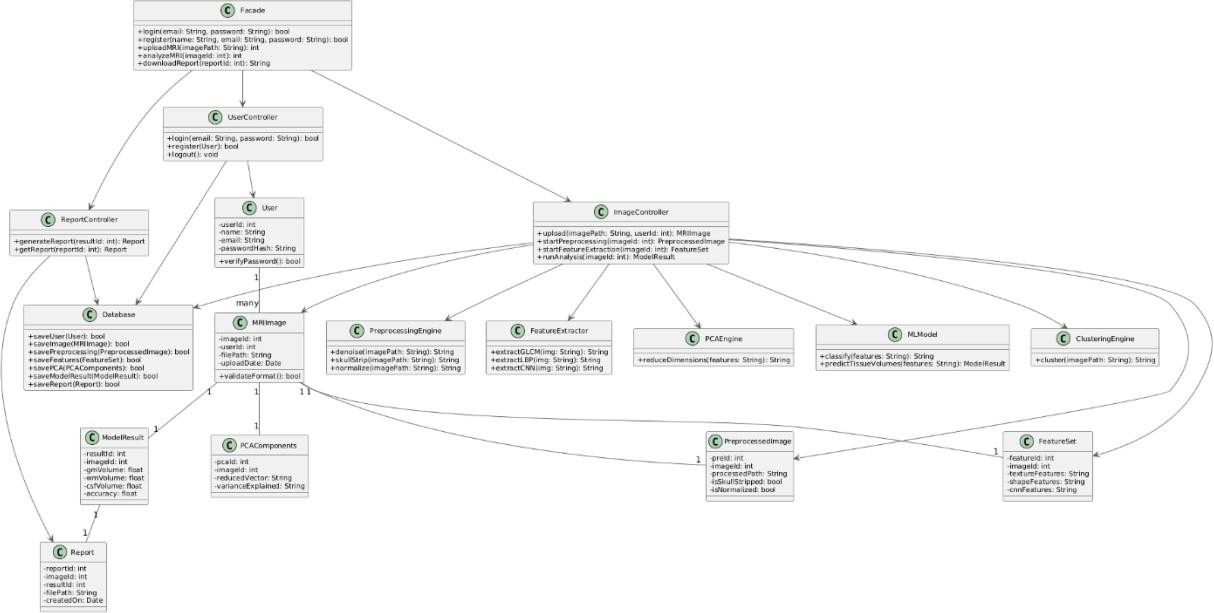 C Facade
+login(email: String, password: String): bool
+register(name: String, email: String, password: String): bool
+uploadMRI(imagePath: String): int
+analyzeMRI(imageId: int): int
+downloadReport(reportId: int): String
C UserController
+login(email: String, password: String): bool
+register(User): bool
+logout(): void
C ReportController
+generateReport(resultId: int): Report
+getReport(reportId: int): Report
C User
-userId: int
-name: String
-email: String
-passwordHash: String
+verifyPassword(): bool
C ImageController
+upload(imagePath: String, userId: int): MRIImage
+startPreprocessing(imageId: int): PreprocessedImage
+startFeatureExtraction(imageId: int): FeatureSet
+runAnalysis(imageId: int): ModelResult
1
many
C Database
+saveUser(User): bool
+saveImage(MRIImage): bool
+savePreprocessing(PreprocessedImage): bool
+saveFeatures(FeatureSet): bool
+savePCA(PCAComponents): bool
+saveModelResult(ModelResult): bool
+saveReport(Report): bool
C MRIImage
-imageId: int
-userId: int
-filePath: String
-uploadDate: Date
+validateFormat(): bool
C PreprocessingEngine
+denoise(imagePath: String): String
+skullStrip(imagePath: String): String
+normalize(imagePath: String): String
C FeatureExtractor
+extractGLCM(img: String): String
+extractLBP(img: String): String
+extractCNN(img: String): String
C PCAEngine
+reduceDimensions(features: String): String
C MLModel
+classify(features: String): String
+predictTissueVolumes(features: String): ModelResult
C ClusteringEngine
+cluster(imagePath: String): String
1 1 1 1
1 1 1 1
C ModelResult
-resultId: int
-imageId: int
-gmVolume: float
-wmVolume: float
-csfVolume: float
-accuracy: float
C PCAComponents
-pcaId: int
-imageId: int
-reducedVector: String
-varianceExplained: String
C PreprocessedImage
-preId: int
-imageId: int
-processedPath: String
-isSkullStripped: bool
-isNormalized: bool
C FeatureSet
-featureId: int
-imageId: int
-textureFeatures: String
-shapeFeatures: String
-cnnFeatures: String
1
1
C Report
-reportId: int
-imageId: int
-resultId: int
-filePath: String
-createdOn: Date